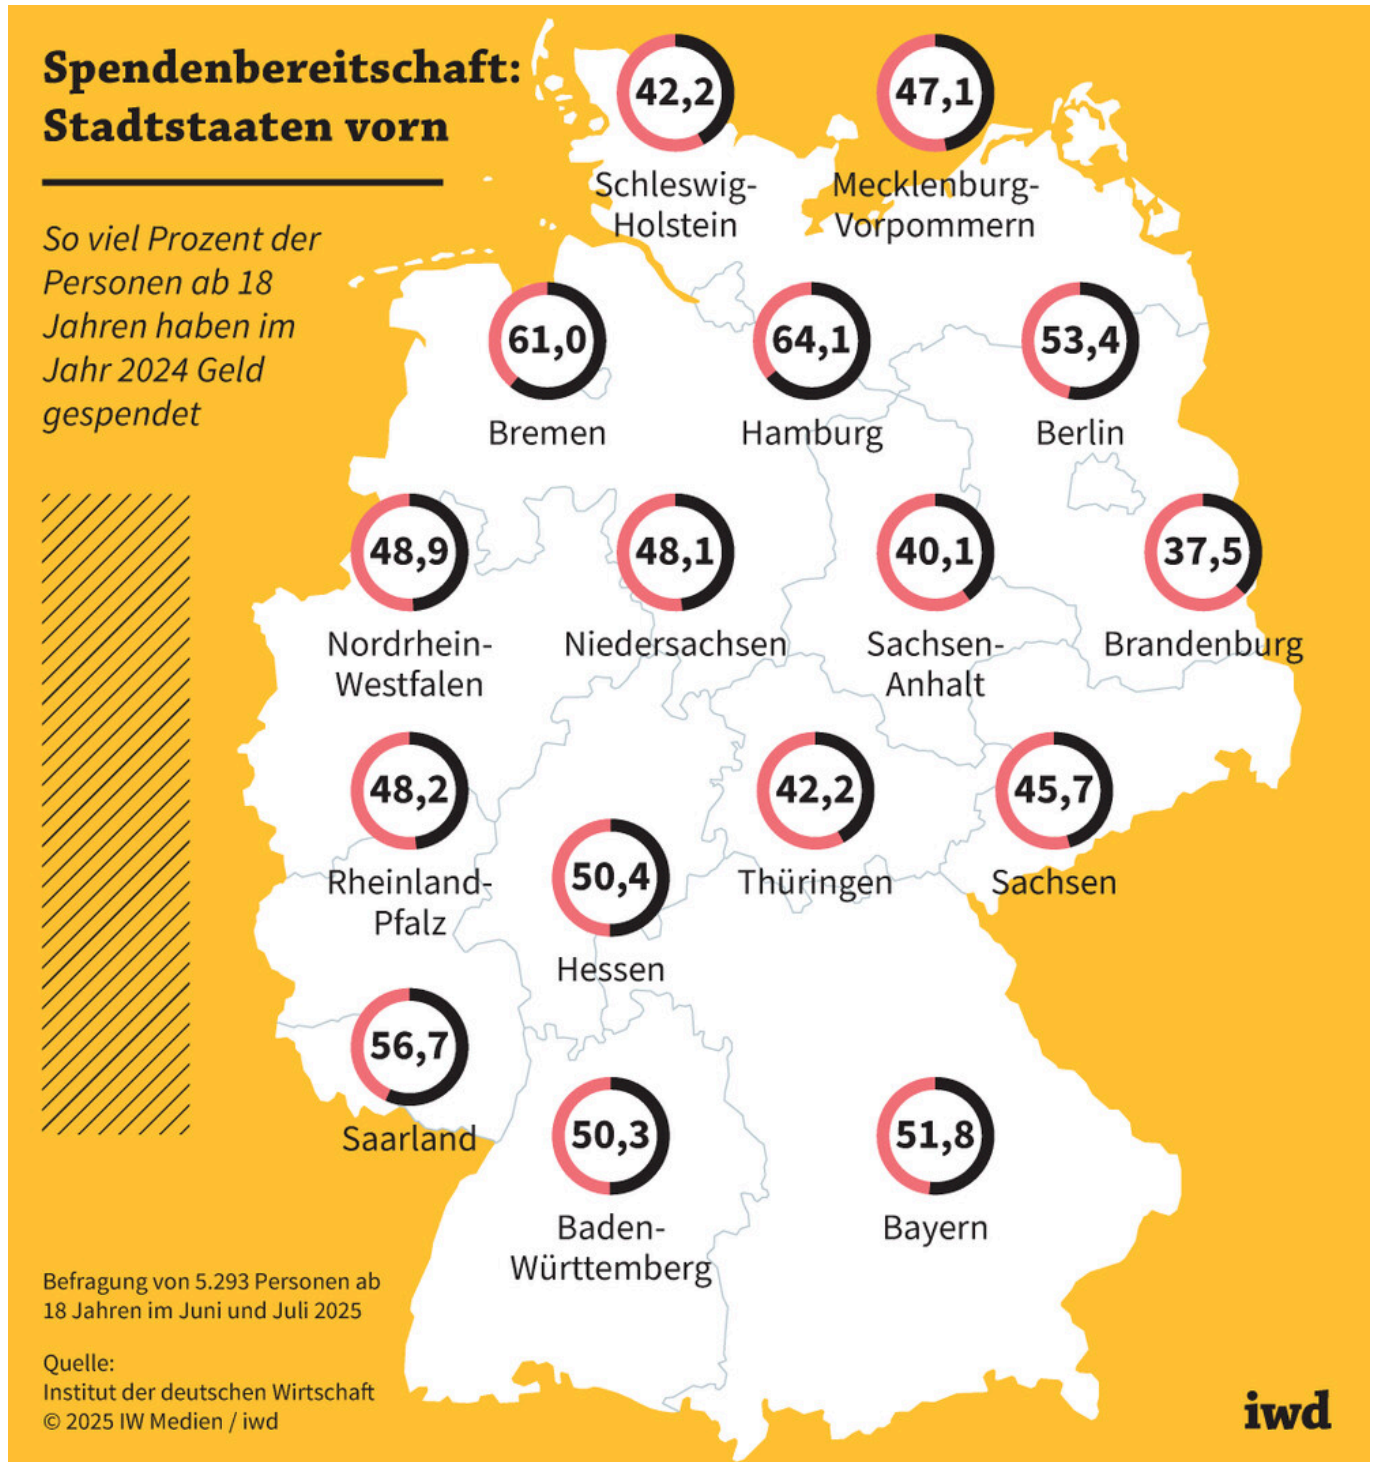 Spendenbereitschaft:
Stadtstaaten vorn
So viel Prozent der
Personen ab 18
Jahren haben im
Jahr 2024 Geld
gespendet
42,2
Schleswig-
Holstein
47,1
Mecklenburg-
Vorpommern
61,0
Bremen
64,1
Hamburg
53,4
Berlin
48,9
Nordrhein-
Westfalen
48,1
Niedersachsen
40,1
Sachsen-
Anhalt
37,5
Brandenburg
48,2
Rheinland-
Pfalz
50,4
Hessen
42,2
Thüringen
45,7
Sachsen
56,7
Saarland
50,3
Baden-
Württemberg
51,8
Bayern
Befragung von 5.293 Personen ab
18 Jahren im Juni und Juli 2025
Quelle:
Institut der deutschen Wirtschaft
© 2025 IW Medien / iwd
iwd